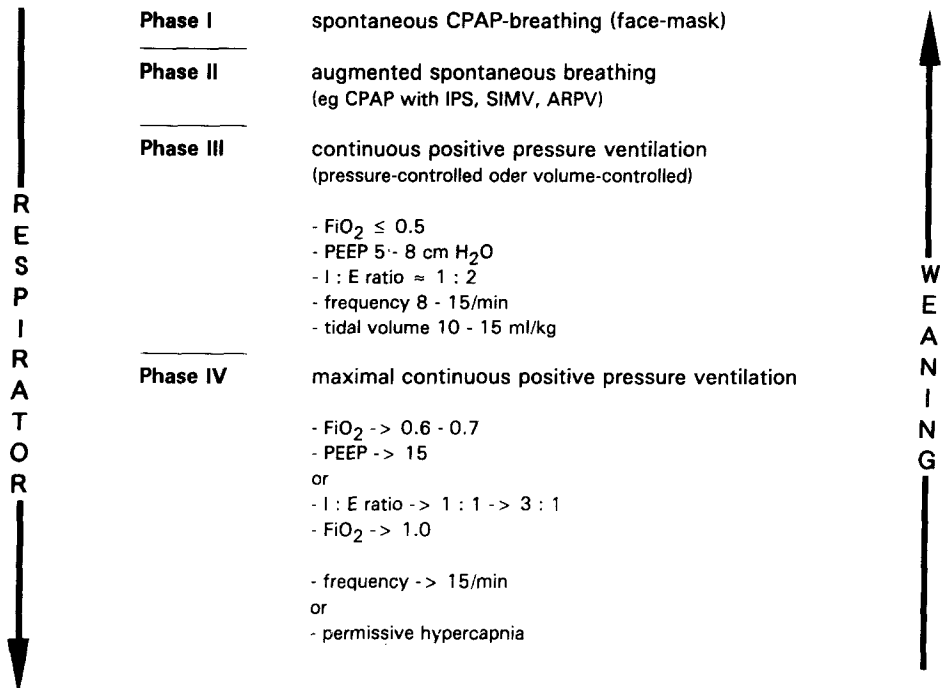 Phase I spontaneous CPAP-breathing (face-mask)
Phase II augmented spontaneous breathing
(eg CPAP with IPS, SIMV, ARPV)
Phase III continuous positive pressure ventilation
(pressure-controlled oder volume-controlled)
- FiO2 ≤ 0.5
- PEEP 5 - 8 cm H2O
- I : E ratio ≈ 1 : 2
- frequency 8 - 15/min
- tidal volume 10 - 15 ml/kg
Phase IV maximal continuous positive pressure ventilation
- FiO2 -> 0.6 - 0.7
- PEEP -> 15
or
- I : E ratio -> 1 : 1 -> 3 : 1
- FiO2 -> 1.0
- frequency -> 15/min
or
- permissive hypercapnia
RESPIRATOR
WEANING